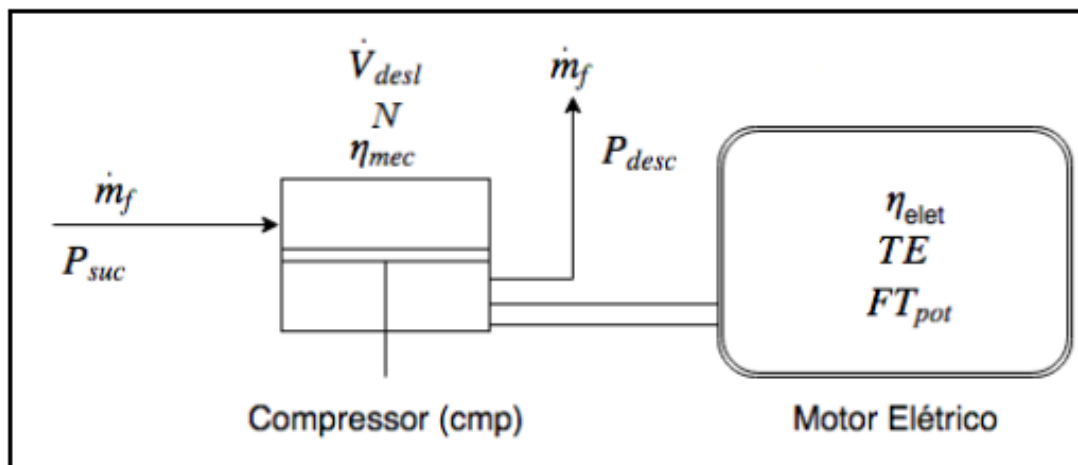 V̇desl
N
ηmec
ṁf
Psuc
ṁf
Pdesc
ηelet
TE
FTpot
Compressor (cmp)
Motor Elétrico